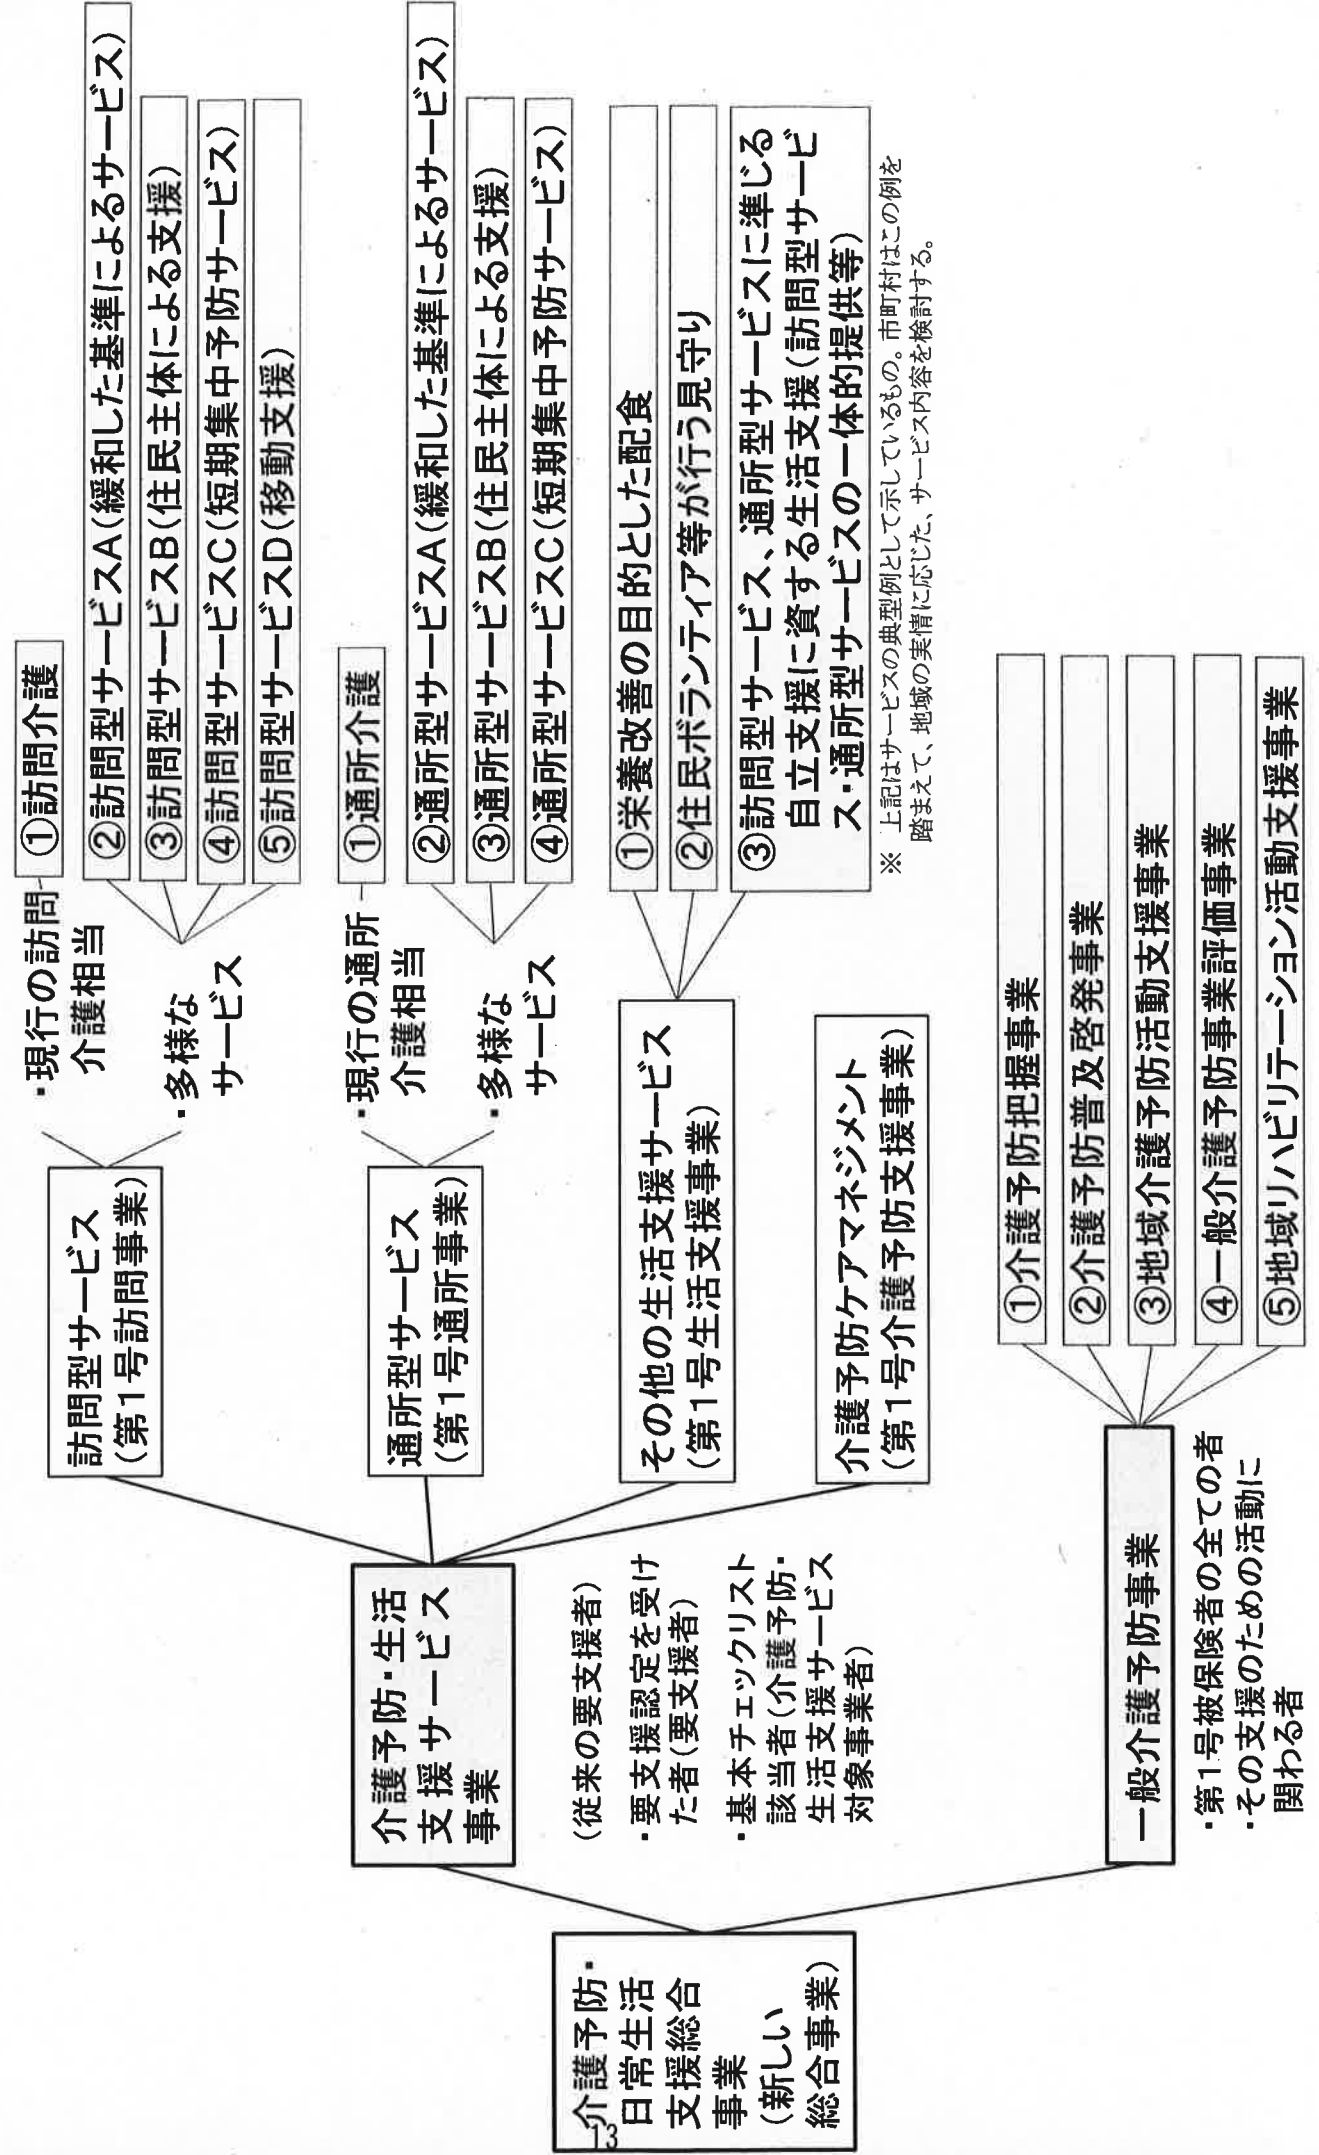 介護予防・
日常生活
支援総合
事業
（新しい
総合事業）
介護予防・生活
支援サービス
事業
（従来の要支援者）
・要支援認定を受け
た者（要支援者）
・基本チェックリスト
該当者（介護予防・
生活支援サービス
対象事業者）
訪問型サービス
（第１号訪問事業）
・現行の訪問
介護相当
①訪問介護
・多様な
サービス
②訪問型サービスＡ（緩和した基準によるサービス）
③訪問型サービスＢ（住民主体による支援）
④訪問型サービスＣ（短期集中予防サービス）
⑤訪問型サービスＤ（移動支援）
通所型サービス
（第１号通所事業）
・現行の通所
介護相当
①通所介護
・多様な
サービス
②通所型サービスＡ（緩和した基準によるサービス）
③通所型サービスＢ（住民主体による支援）
④通所型サービスＣ（短期集中予防サービス）
その他の生活支援サービス
（第１号生活支援事業）
①栄養改善の目的とした配食
②住民ボランティア等が行う見守り
③訪問型サービス、通所型サービスに準じる
自立支援に資する生活支援（訪問型サービ
ス・通所型サービスの一体的提供等）
※ 上記はサービスの典型例として示しているもの。市町村はこの例を
踏まえて、地域の実情に応じた、サービス内容を検討する。
介護予防ケアマネジメント
（第１号介護予防支援事業）
一般介護予防事業
・第１号被保険者の全ての者
・その支援のための活動に
関わる者
①介護予防把握事業
②介護予防普及啓発事業
③地域介護予防活動支援事業
④一般介護予防事業評価事業
⑤地域リハビリテーション活動支援事業
13